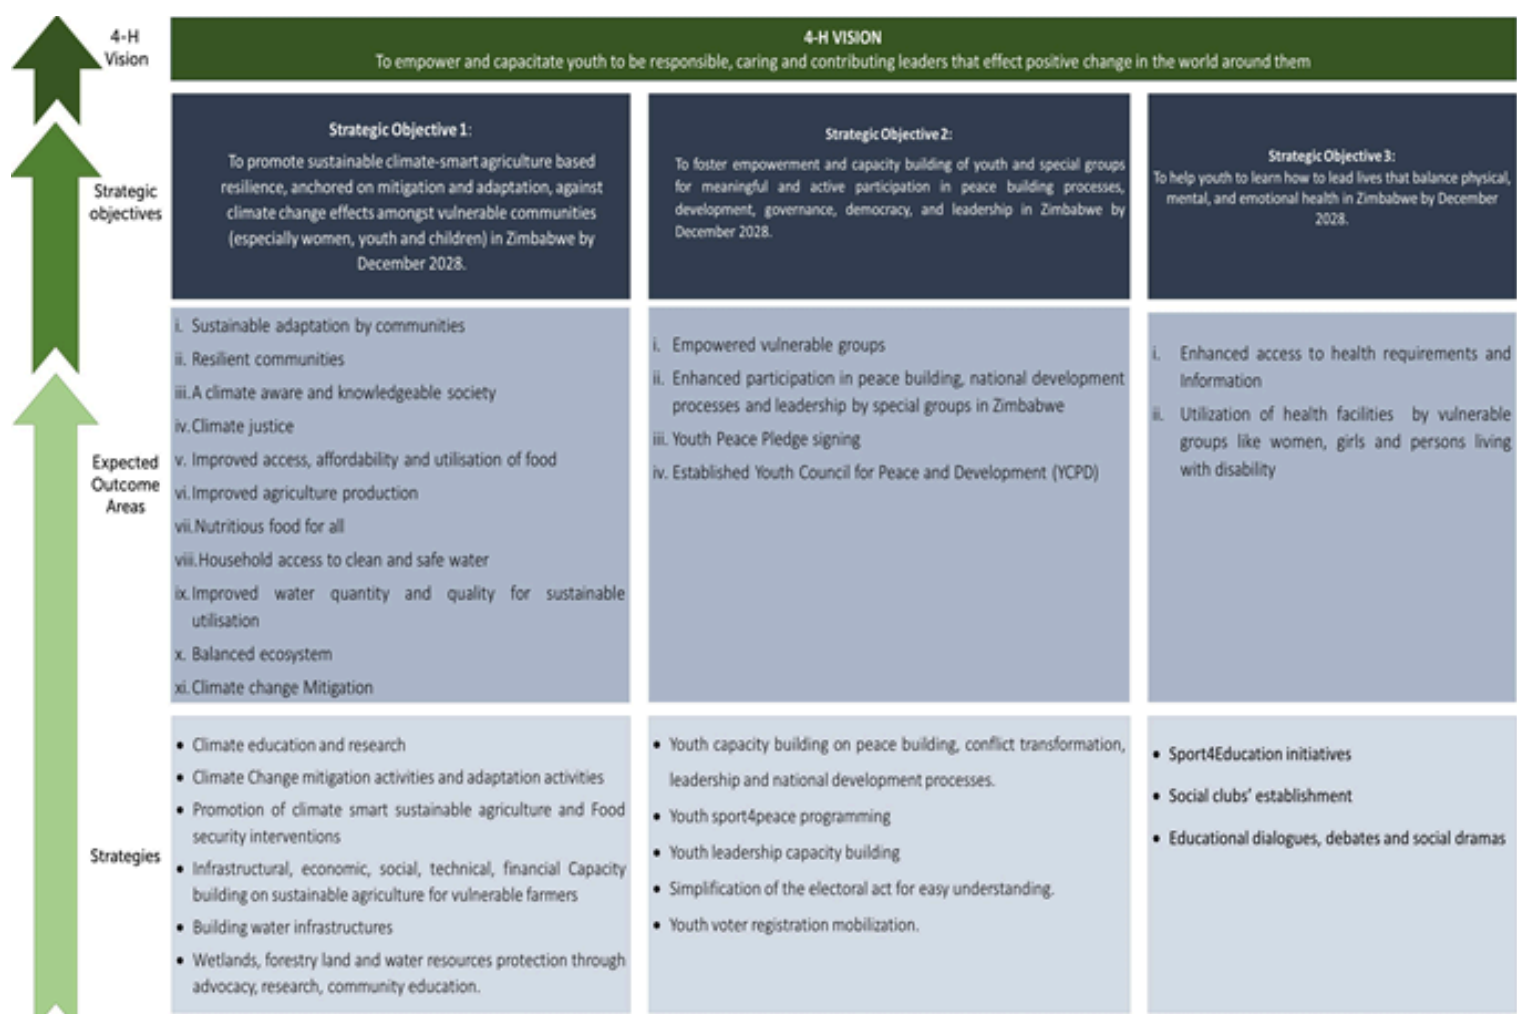 4-H
Vision
4-H VISION
To empower and capacitate youth to be responsible, caring and contributing leaders that effect positive change in the world around them
Strategic
objectives
Strategic Objective 1:
To promote sustainable climate-smart agriculture based
resilience, anchored on mitigation and adaptation, against
climate change effects amongst vulnerable communities
(especially women, youth and children) in Zimbabwe by
December 2028.
Strategic Objective 2:
To foster empowerment and capacity building of youth and special groups
for meaningful and active participation in peace building processes,
development, governance, democracy, and leadership in Zimbabwe by
December 2028.
Strategic Objective 3:
To help youth to learn how to lead lives that balance physical,
mental, and emotional health in Zimbabwe by December
2028.
Expected
Outcome
Areas
i. Sustainable adaptation by communities
ii. Resilient communities
iii. A climate aware and knowledgeable society
iv. Climate justice
v. Improved access, affordability and utilisation of food
vi. Improved agriculture production
vii. Nutritious food for all
viii. Household access to clean and safe water
ix. Improved water quantity and quality for sustainable
utilisation
x. Balanced ecosystem
xi. Climate change Mitigation
i. Empowered vulnerable groups
ii. Enhanced participation in peace building, national development
processes and leadership by special groups in Zimbabwe
iii. Youth Peace Pledge signing
iv. Established Youth Council for Peace and Development (YCPD)
i. Enhanced access to health requirements and
Information
ii. Utilization of health facilities by vulnerable
groups like women, girls and persons living
with disability
Strategies
• Climate education and research
• Climate Change mitigation activities and adaptation activities
• Promotion of climate smart sustainable agriculture and Food
security interventions
• Infrastructural, economic, social, technical, financial Capacity
building on sustainable agriculture for vulnerable farmers
• Building water infrastructures
• Wetlands, forestry land and water resources protection through
advocacy, research, community education.
• Youth capacity building on peace building, conflict transformation,
leadership and national development processes.
• Youth sport4peace programming
• Youth leadership capacity building
• Simplification of the electoral act for easy understanding.
• Youth voter registration mobilization.
• Sport4Education initiatives
• Social clubs' establishment
• Educational dialogues, debates and social dramas